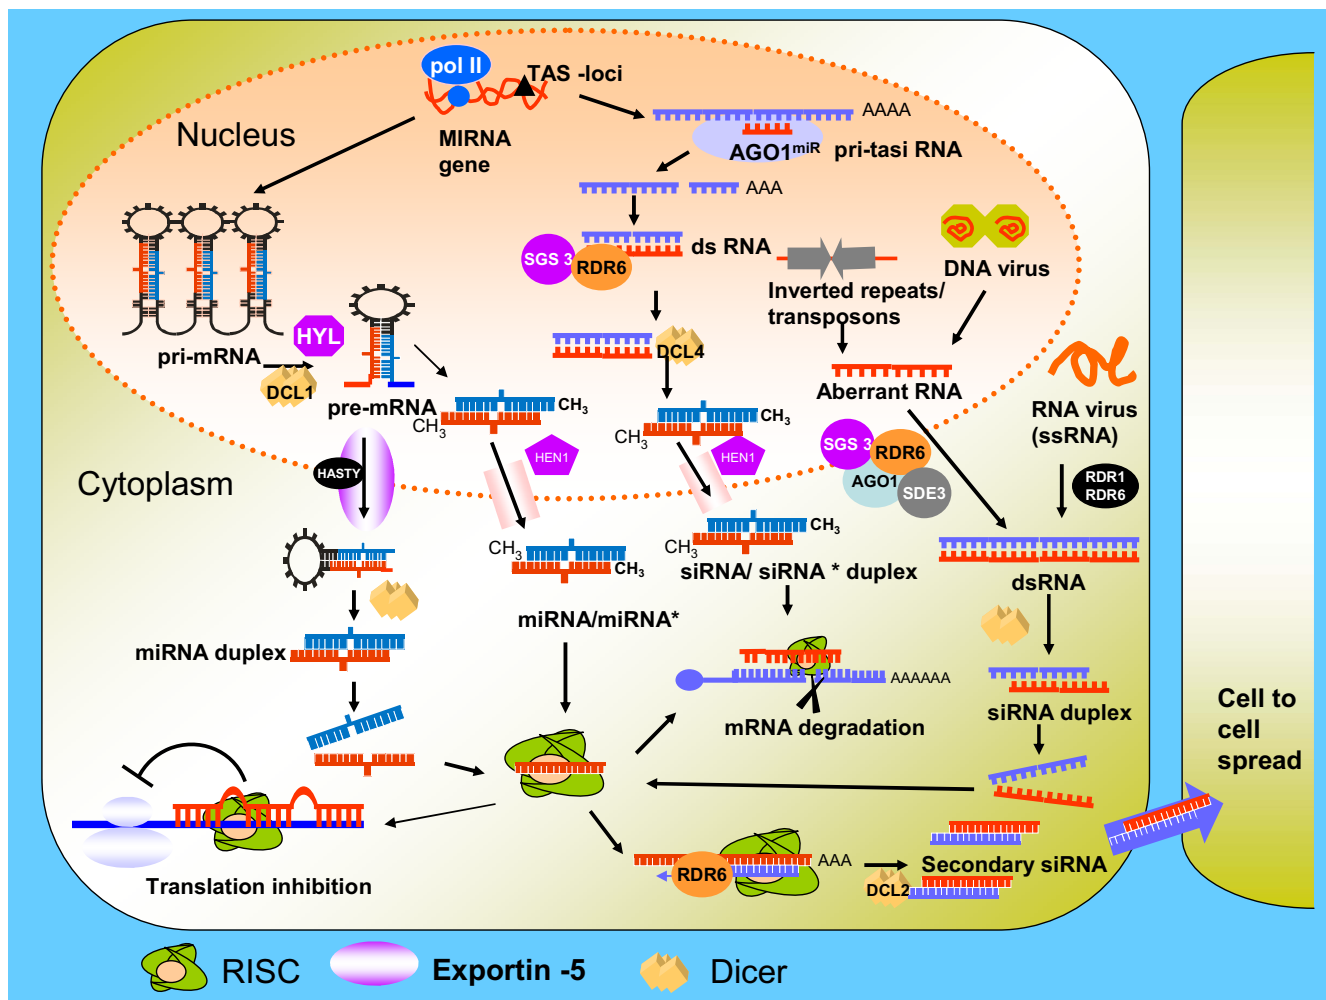 pol II
TAS -loci
AAAA
Nucleus
MIRNA
gene
AGO1miR
pri-tasi RNA
AAA
SGS 3
RDR6
ds RNA
DNA virus
Inverted repeats/
transposons
HYL
pri-mRNA
DCL1
DCL4
pre-mRNA
CH3
CH3
CH3
CH3
Aberrant RNA
RNA virus
(ssRNA)
HEN1
HEN1
SGS 3
RDR6
AGO1
SDE3
RDR1
RDR6
HASTY
Cytoplasm
CH3
CH3
CH3
CH3
siRNA/ siRNA * duplex
dsRNA
miRNA/miRNA*
miRNA duplex
AAAAAA
mRNA degradation
siRNA duplex
Cell to
cell
spread
Translation inhibition
RDR6
AAA
DCL2
Secondary siRNA
RISC
Exportin -5
Dicer